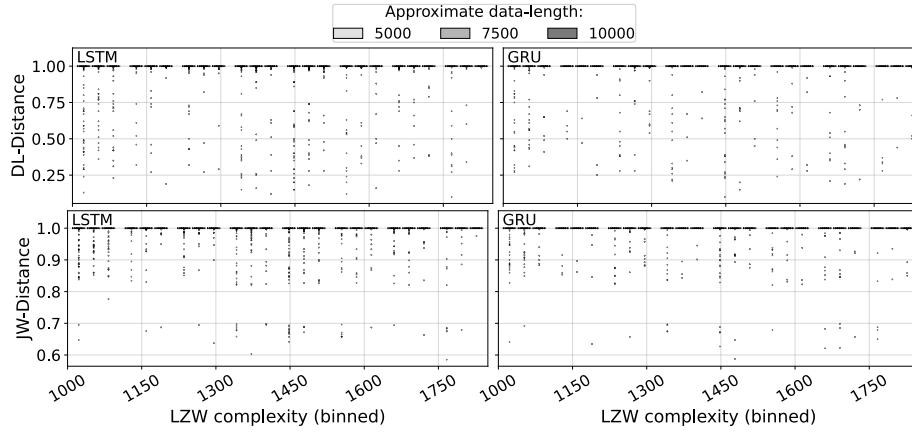 Approximate data-length:
5000 7500 10000
LSTM
GRU
DL-Distance
1.00
0.75
0.50
0.25
LSTM
GRU
JW-Distance
1.0
0.9
0.8
0.7
0.6
1000 1150 1300 1450 1600 1750 1000 1150 1300 1450 1600 1750
LZW complexity (binned) LZW complexity (binned)